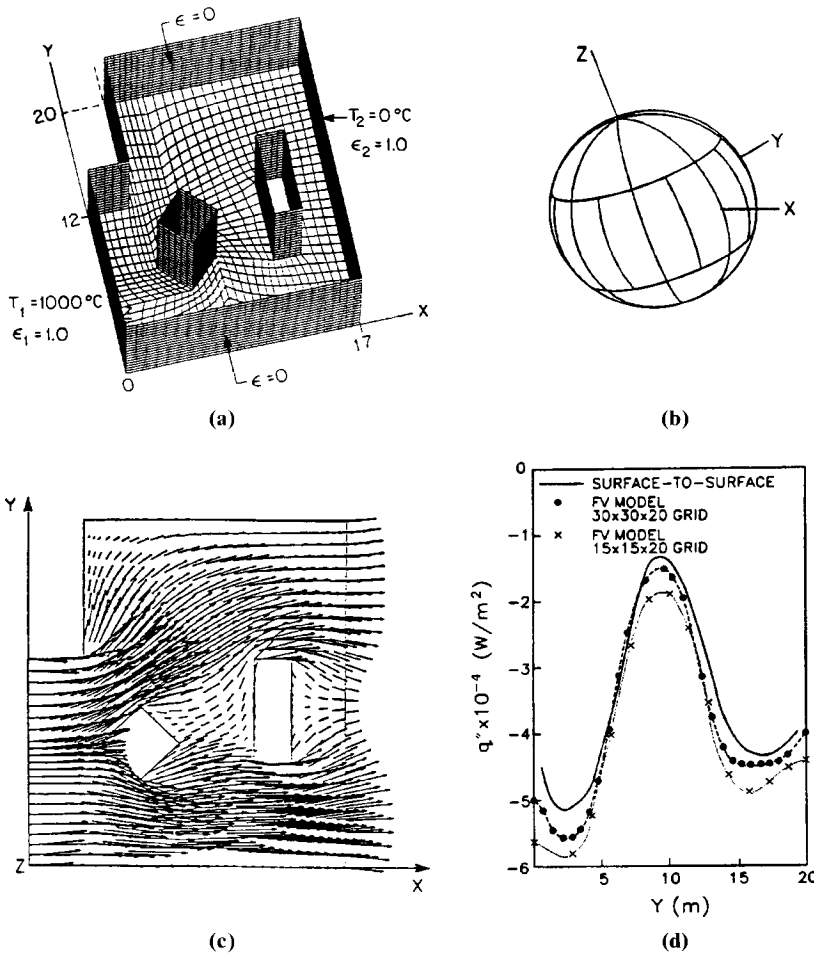 ϵ = 0
Y
20
T₂ = 0 °C
ϵ₂ = 1.0
12
T₁ = 1000 °C
ϵ₁ = 1.0
X
17
0
ϵ = 0
(a)
Z
Y
X
(b)
Y
Z
X
(c)
0
-1
-2
-3
-4
-5
-6
q″ x 10⁻⁴ (W/m²)
SURFACE-TO-SURFACE
FV MODEL
30x30x20 GRID
FV MODEL
15x15x20 GRID
5
10
15
20
Y (m)
(d)